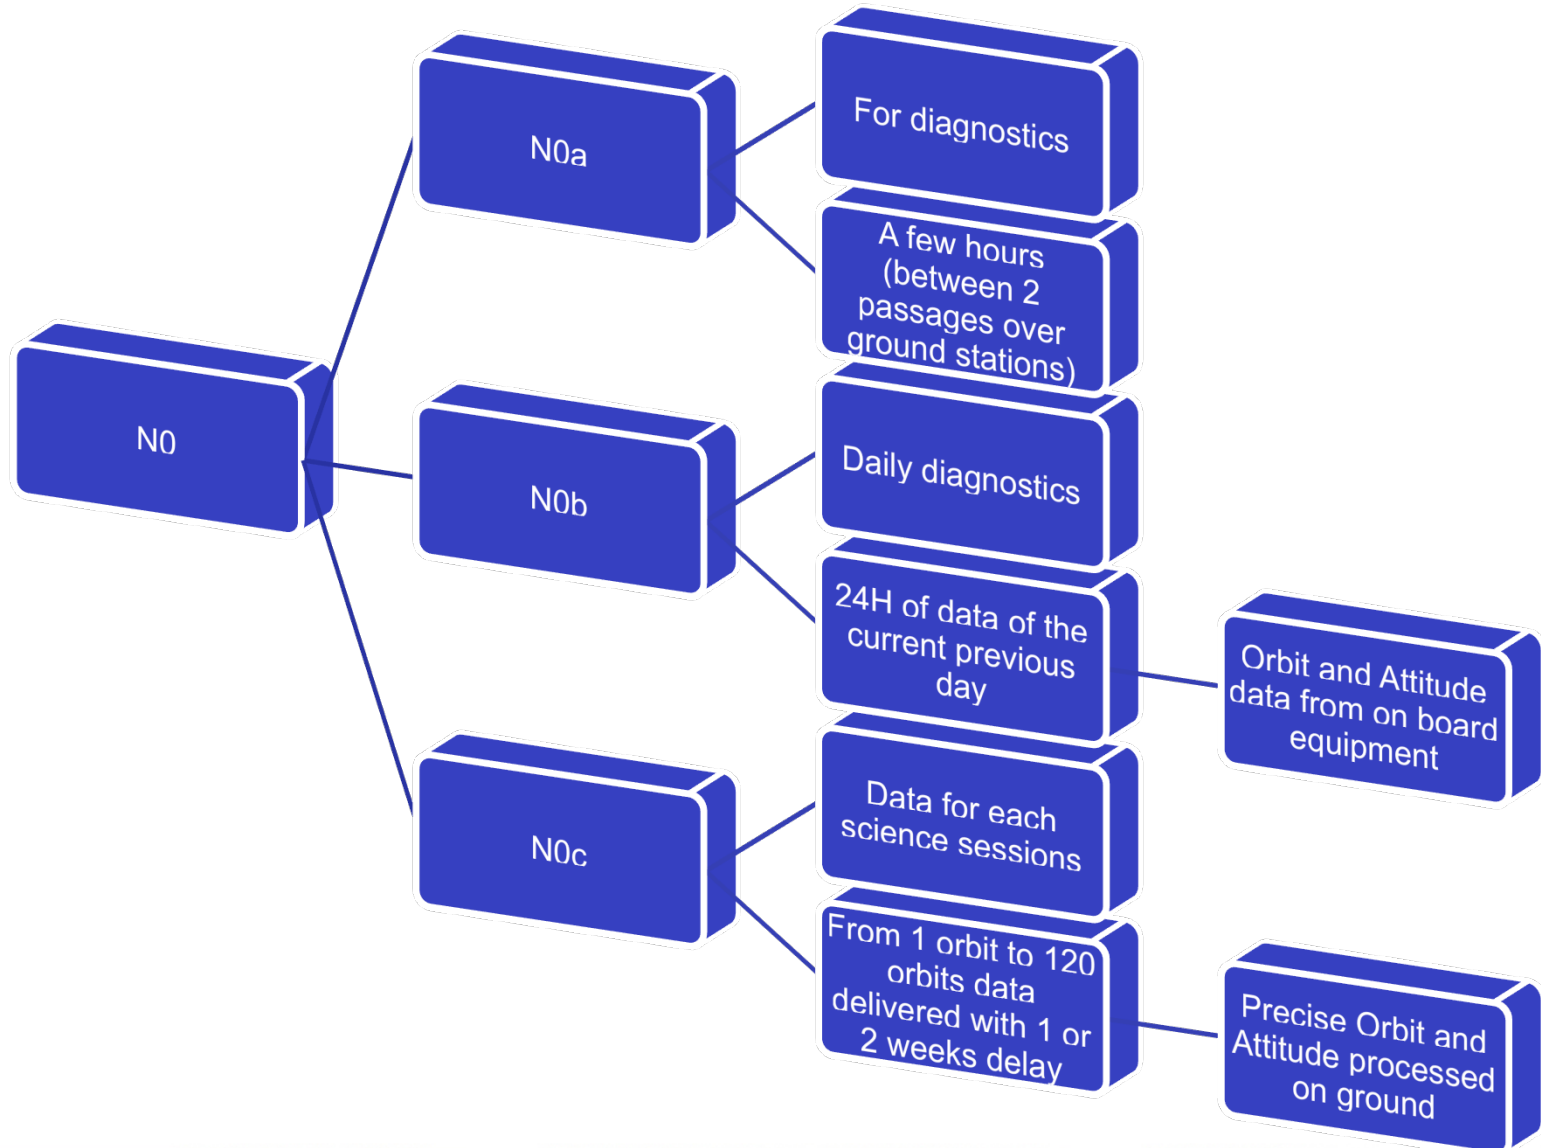 N0
N0a
For diagnostics
A few hours
(between 2
passages over
ground stations)
N0b
Daily diagnostics
24H of data of the
current previous
day
Orbit and Attitude
data from on board
equipment
N0c
Data for each
science sessions
From 1 orbit to 120
orbits data
delivered with 1 or
2 weeks delay
Precise Orbit and
Attitude processed
on ground